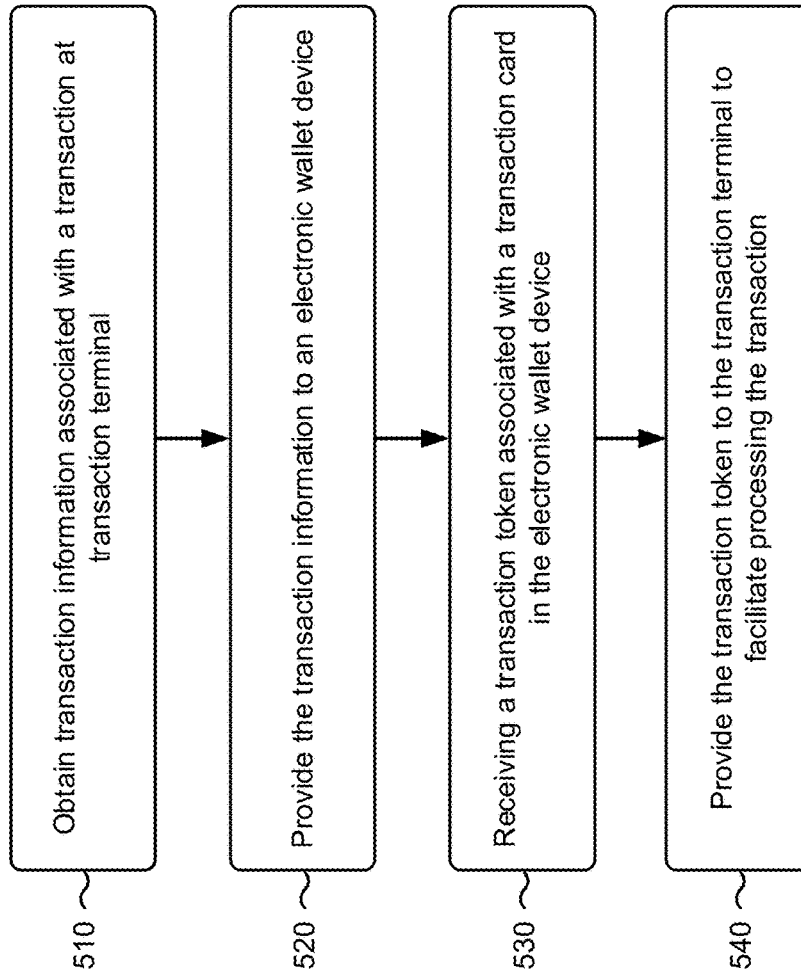 510
Obtain transaction information associated with a transaction at
transaction terminal
520
Provide the transaction information to an electronic wallet device
530
Receiving a transaction token associated with a transaction card
in the electronic wallet device
540
Provide the transaction token to the transaction terminal to
facilitate processing the transaction